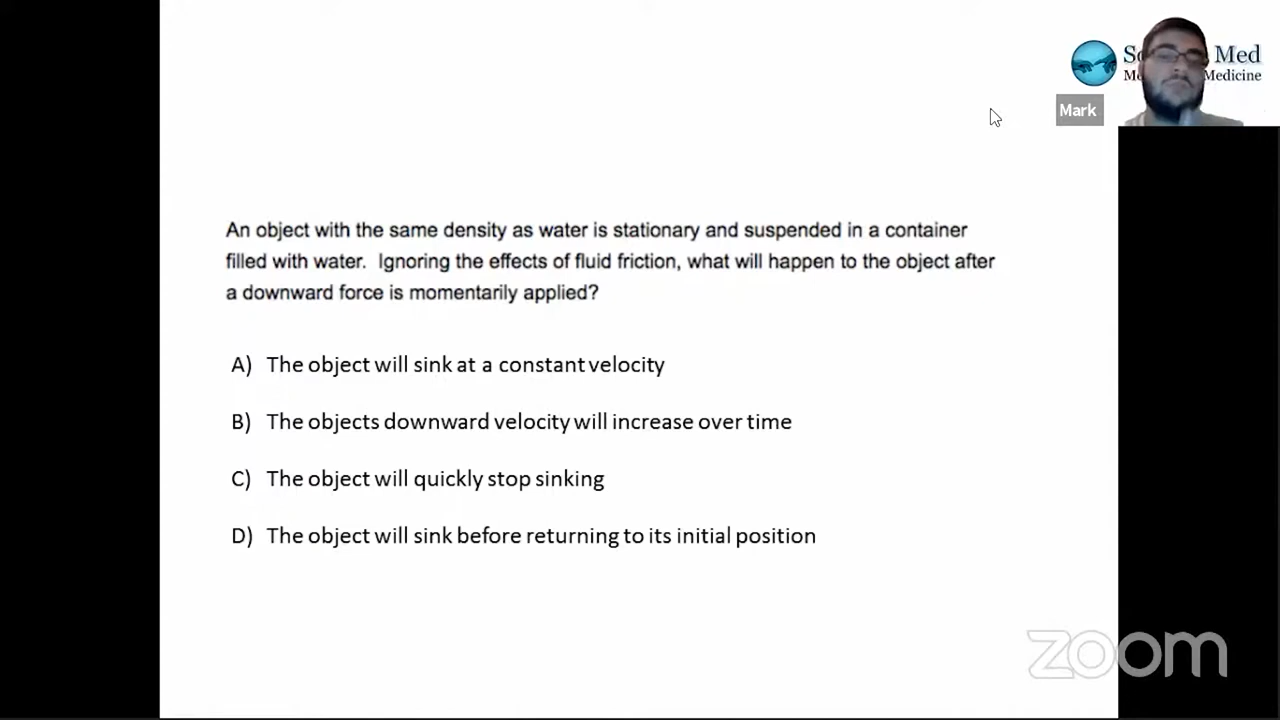 Med
Medicine
Mark
An object with the same density as water is stationary and suspended in a container
filled with water. Ignoring the effects of fluid friction, what will happen to the object after
a downward force is momentarily applied?
A) The object will sink at a constant velocity
B) The objects downward velocity will increase over time
C) The object will quickly stop sinking
D) The object will sink before returning to its initial position
zoom